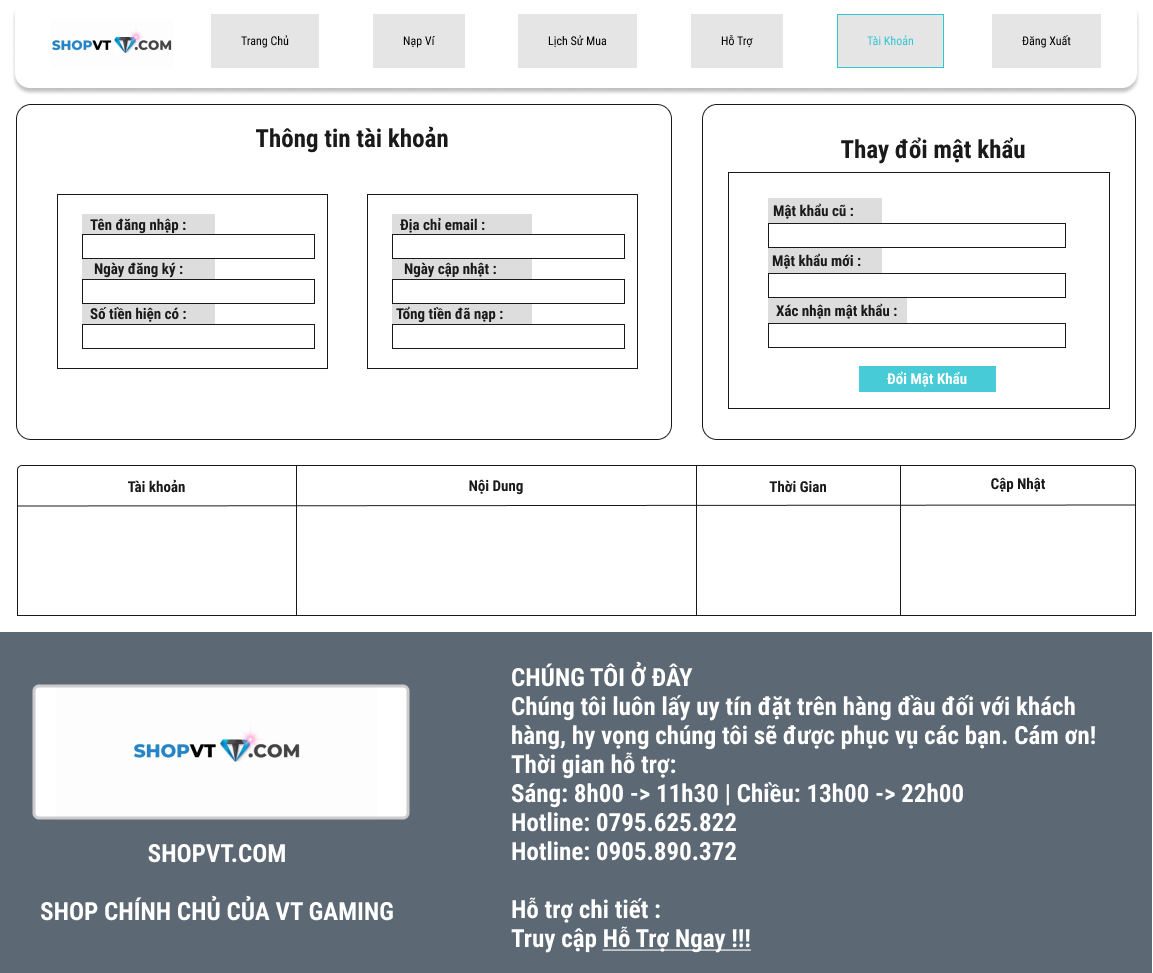 SHOPVT .COM
Trang Chủ
Nạp Ví
Lịch Sử Mua
Hỗ Trợ
Tài Khoản
Đăng Xuất
Thông tin tài khoản
Tên đăng nhập :
Ngày đăng ký :
Số tiền hiện có :
Địa chỉ email :
Ngày cập nhật :
Tổng tiền đã nạp :
Thay đổi mật khẩu
Mật khẩu cũ :
Mật khẩu mới :
Xác nhận mật khẩu :
Đổi Mật Khẩu
Tài khoản
Nội Dung
Thời Gian
Cập Nhật
SHOPVT .COM
SHOPVT.COM
SHOP CHÍNH CHỦ CỦA VT GAMING
CHÚNG TÔI Ở ĐÂY
Chúng tôi luôn lấy uy tín đặt trên hàng đầu đối với khách
hàng, hy vọng chúng tôi sẽ được phục vụ các bạn. Cám ơn!
Thời gian hỗ trợ:
Sáng: 8h00 -> 11h30 | Chiều: 13h00 -> 22h00
Hotline: 0795.625.822
Hotline: 0905.890.372
Hỗ trợ chi tiết :
Truy cập Hỗ Trợ Ngay !!!